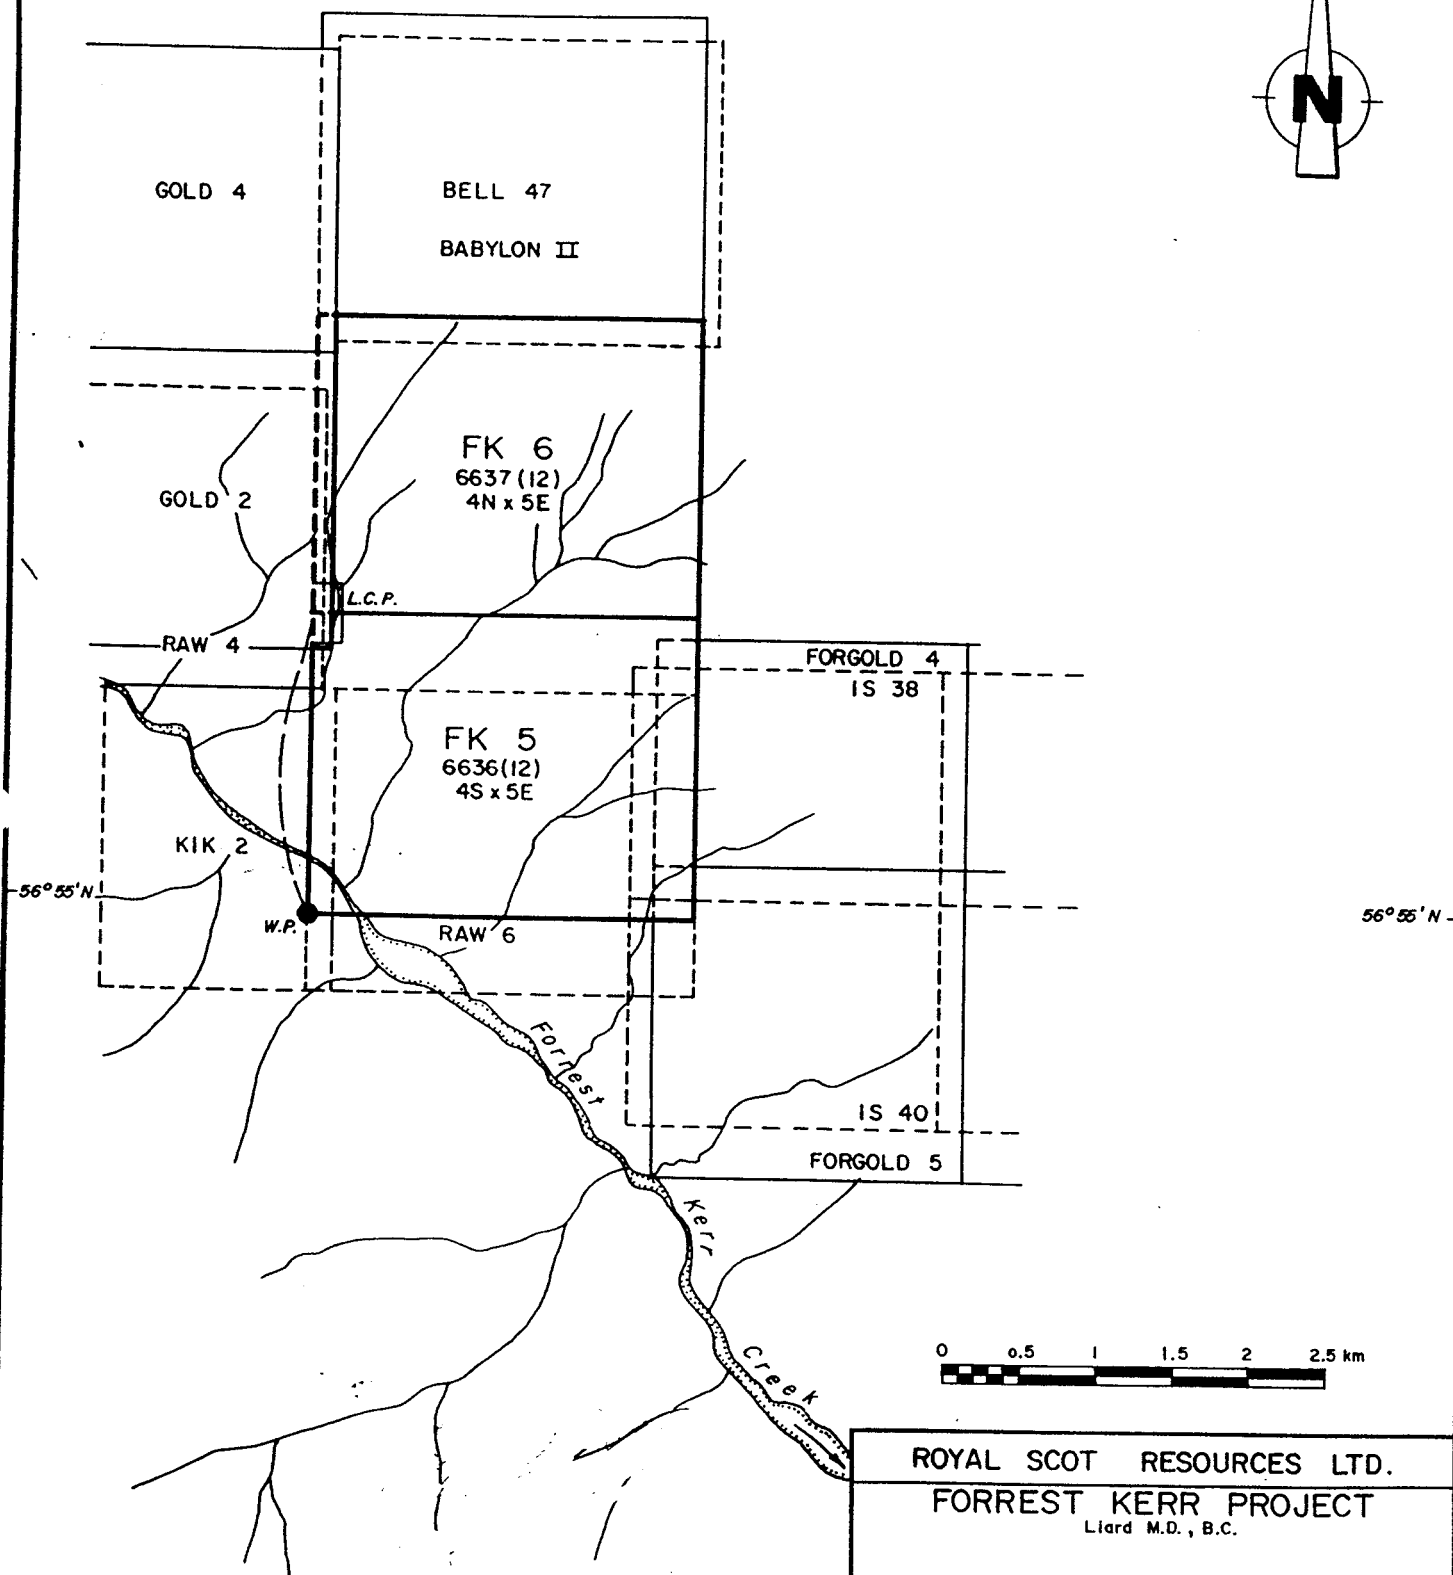 N
GOLD 4
BELL 47
BABYLON II
FK 6
6637(12)
4N x 5E
GOLD 2
L.C.P.
RAW 4
FORGOLD 4
IS 38
FK 5
6636(12)
4S x 5E
KIK 2
56°55'N
56°55'N
W.P.
RAW 6
Forrest
IS 40
FORGOLD 5
Kerr
Creek
0 0.5 1 1.5 2 2.5 km
ROYAL SCOT RESOURCES LTD.
FORREST KERR PROJECT
Liard M.D., B.C.